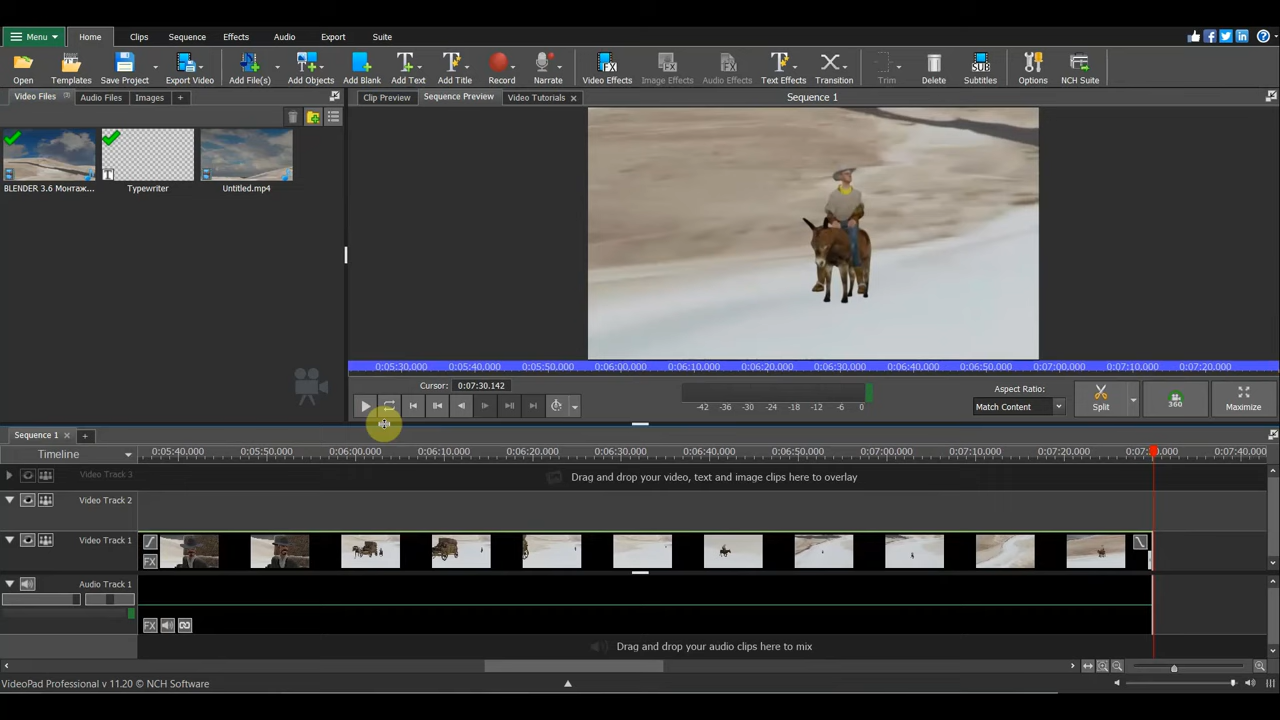 Menu Home Clips Sequence Effects Audio Export Suite
Open Templates Save Project Export Video Add File(s) Add Objects Add Blank Add Text Add Title Record Narrate Video Effects Image Effects Audio Effects Text Effects Transition Trim Delete Subtitles Options NCH Suite
Video Files Audio Files Images +
Clip Preview Sequence Preview Video Tutorials Sequence 1
BLENDER 3.6 Монтаж... Typewriter Untitled.mp4
0:05:30,000 0:05:40,000 0:05:50,000 0:06:00,000 0:06:10,000 0:06:20,000 0:06:30,000 0:06:40,000 0:06:50,000 0:07:00,000 0:07:10,000 0:07:20,000
Cursor: 0:07:30.142
-42 -36 -30 -24 -18 -12 -6 0
Aspect Ratio:
Match Content
Split 360 Maximize
Sequence 1 +
Timeline
0:05:40,000 0:05:50,000 0:06:00,000 0:06:10,000 0:06:20,000 0:06:30,000 0:06:40,000 0:06:50,000 0:07:00,000 0:07:10,000 0:07:20,000 0:07:40,000
Video Track 3 Drag and drop your video, text and image clips here to overlay
Video Track 2
Video Track 1
FX
Audio Track 1
FX
Drag and drop your audio clips here to mix
VideoPad Professional v 11.20 © NCH Software